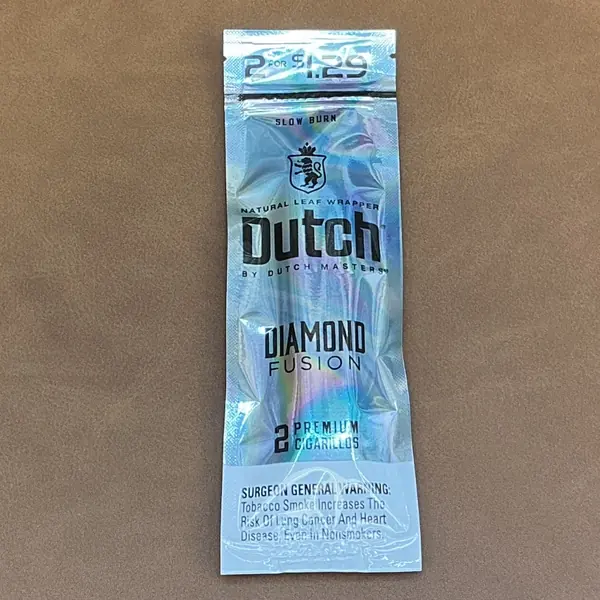 2 FOR $1.29
SLOW BURN
NATURAL LEAF WRAPPER
Dutch™
BY DUTCH MASTERS
DIAMOND
FUSION
2 PREMIUM
CIGARILLOS
SURGEON GENERAL WARNING:
Tobacco Smoke Increases The
Risk Of Lung Cancer And Heart
Disease, Even In Nonsmokers.